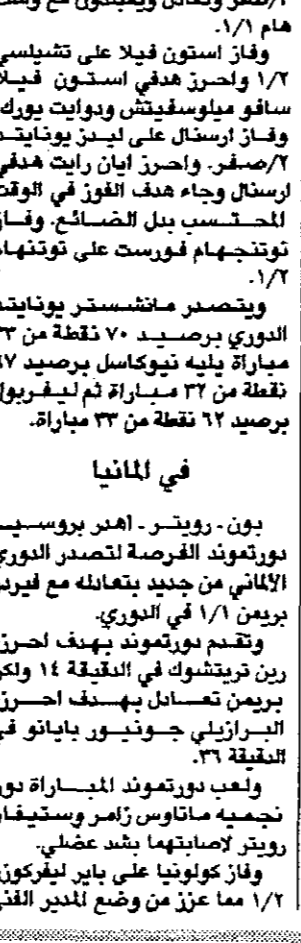 ٢/صفر وتعادل ويمبلدون مع وست
هام ١/١.
وفاز استون فيلا على تشيلسي
١/٢ واحرز هدفي استون فيلا
سافو ميلوسفيتش ودوايت يورك
وفاز ارسنال على ليدز يونايتد
٢/صفر. واحرز ايان رايت هدفي
ارسنال وجاء هدف الفوز في الوقت
المحتسب بدل الضائع. وفاز
نوتنجهام فورست على توتنهام
١/٢.
ويتصدر مانشستر يونايتد
الدوري برصيد ٧٠ نقطة من ٣٣
مباراة يليه نيوكاسل برصيد ٦٧
نقطة من ٣٢ مباراة ثم ليفربول
برصيد ٦٢ نقطة من ٣٣ مباراة.
في المانيا
بون ـ رويتر ـ اهدر بروسيـ
دورتموند الفرصة لتصدر الدوري
الالماني من جديد بتعادله مع فيردر
بريمن ١/١ في الدوري.
وتقدم دورتموند بهدف احرزه
رين تريتشوك في الدقيقة ١٤ ولكن
بريمن تعادل بهدف احرزه
البرازيلي جونيور بايانو في
الدقيقة ٣٦.
ولعب دورتموند المباراة بدون
نجميه ماتاوس زامر وستيفان
رويتر لاصابتهما بشد عضلي.
وفاز كولونيا على باير ليفركوزن
١/٢ مما عزز من وضع المدير الفني